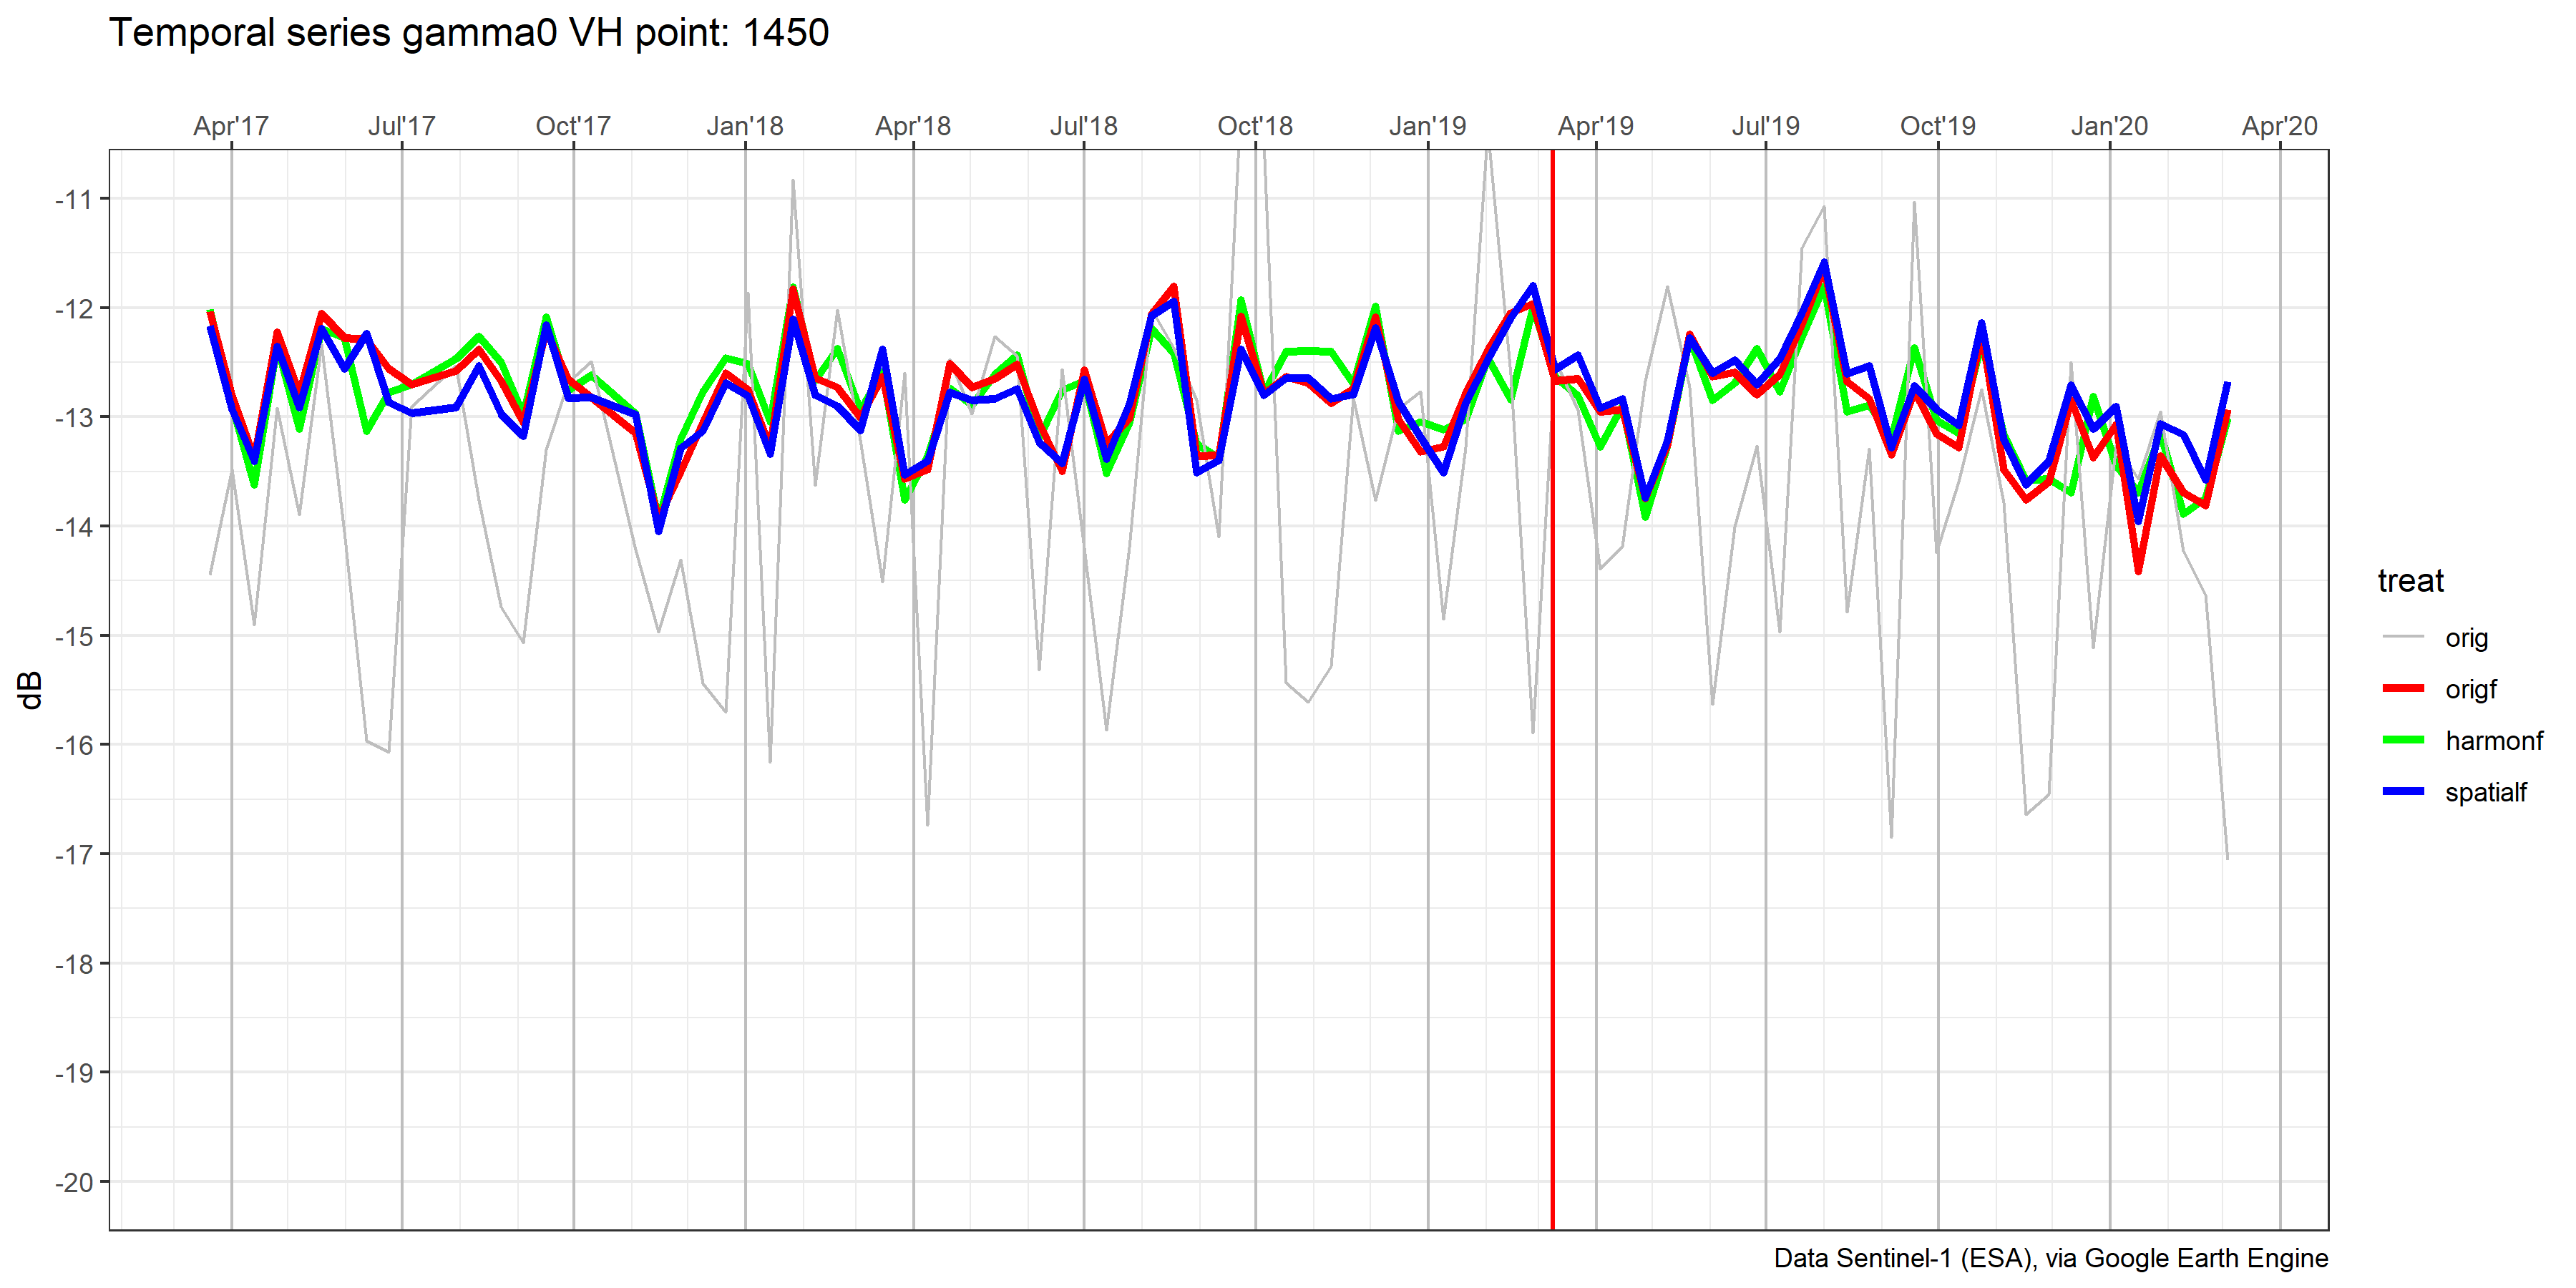 Temporal series gamma0 VH point: 1450
Apr'17 Jul'17 Oct'17 Jan'18 Apr'18 Jul'18 Oct'18 Jan'19 Apr'19 Jul'19 Oct'19 Jan'20 Apr'20
-11
-12
-13
-14
-15
-16
-17
-18
-19
-20
dB
treat
orig
origf
harmonf
spatialf
Data Sentinel-1 (ESA), via Google Earth Engine